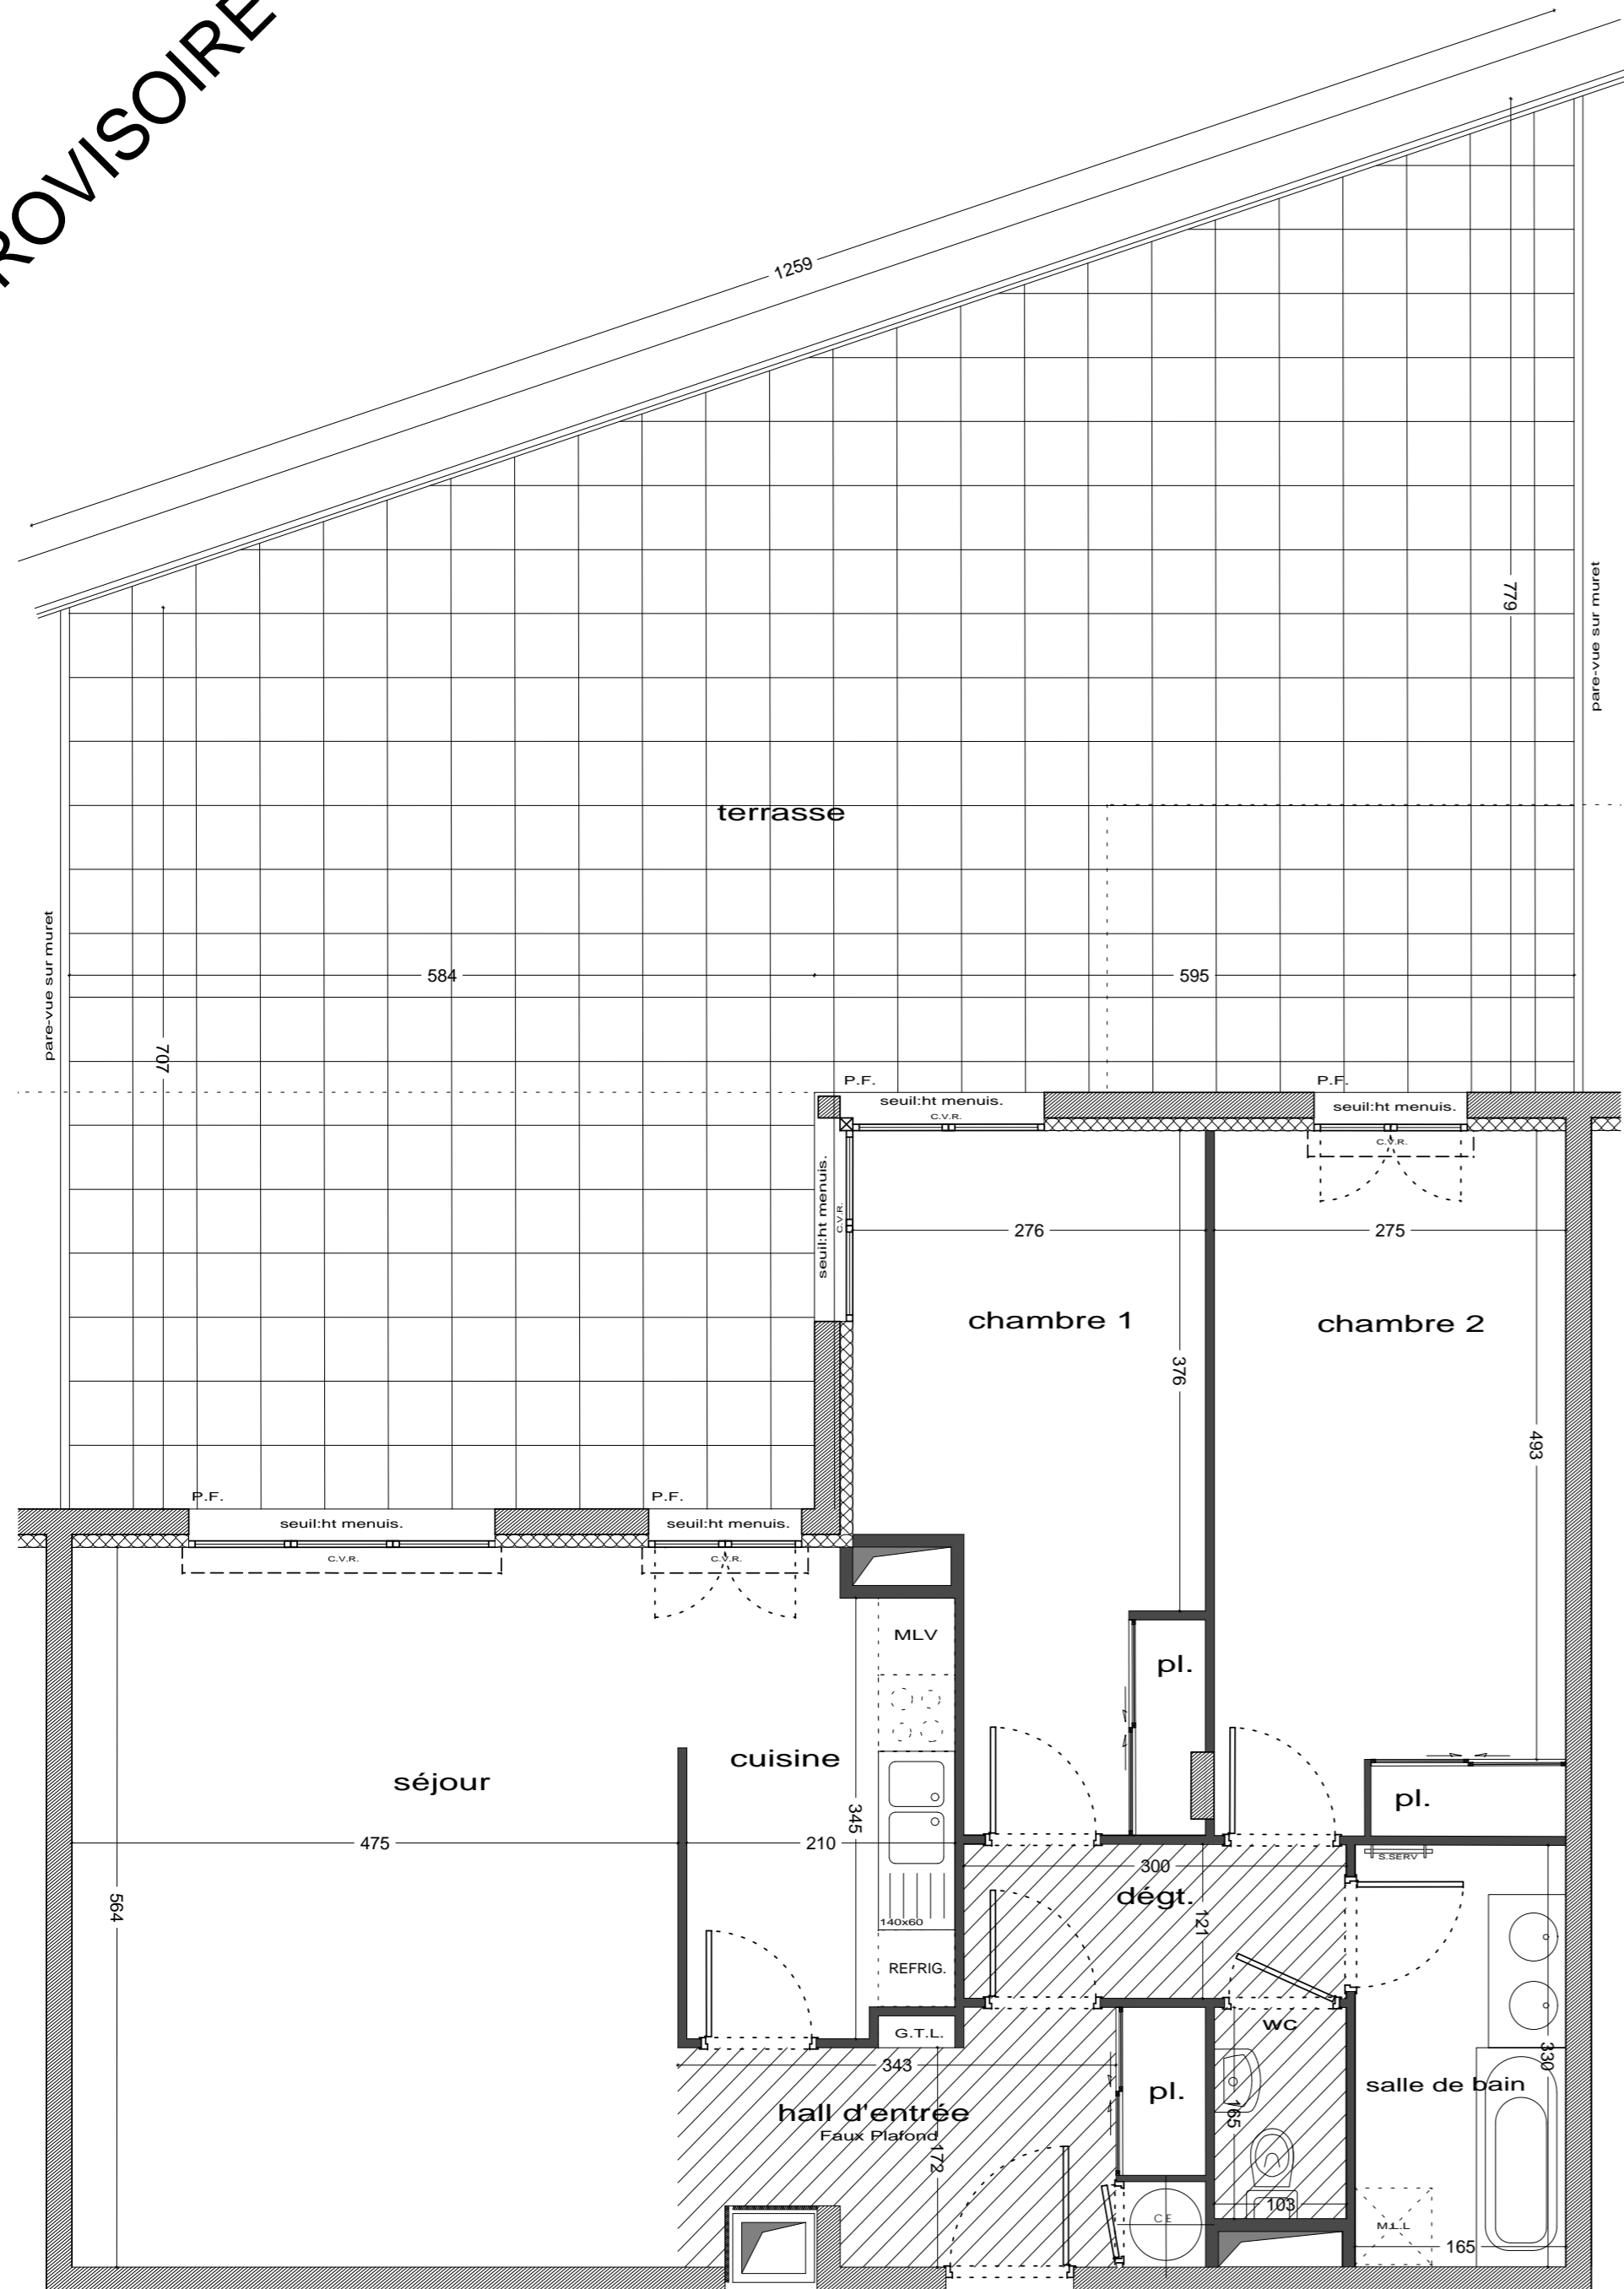 ROVISOIRE
1259
779
pare-vue sur muret
terrasse
pare-vue sur muret
584
595
707
P.F.
P.F.
seuil:ht menuis.
seuil:ht menuis.
C.V.R.
C.V.R.
seuil:ht menuis.
C.V.R.
276
275
chambre 1
chambre 2
376
493
P.F.
P.F.
seuil:ht menuis.
seuil:ht menuis.
C.V.R.
C.V.R.
MLV
pl.
cuisine
séjour
pl.
345
475
210
S.SERV
300
dégt.
564
121
140x60
REFRIG.
wc
G.T.L.
330
343
salle de bain
pl.
hall d'entrée
Faux Plafond
165
172
103
C.E
M.L.L
165